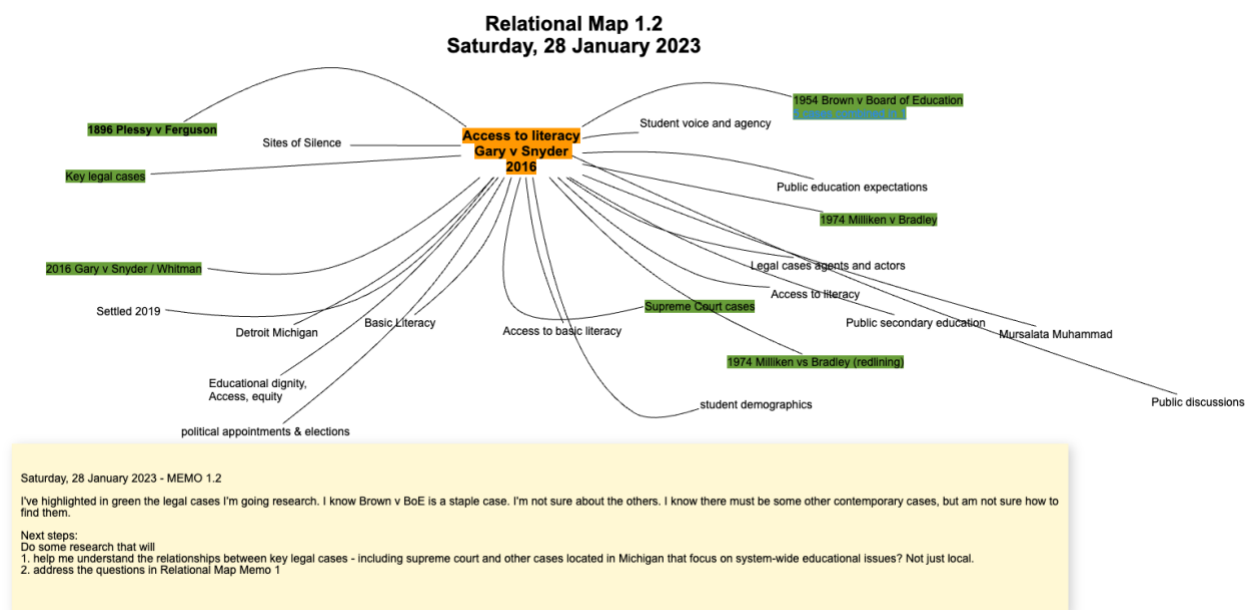 Relational Map 1.2
Saturday, 28 January 2023
1954 Brown v Board of Education
5 cases combined in 1
1896 Plessy v Ferguson
Student voice and agency
Sites of Silence
Access to literacy
Gary v Snyder
2016
Key legal cases
Public education expectations
1974 Milliken v Bradley
2016 Gary v Snyder / Whitman
Legal cases agents and actors
Access to literacy
Settled 2019
Supreme Court cases
Detroit Michigan
Basic Literacy
Access to basic literacy
Public secondary education
Mursalata Muhammad
1974 Milliken vs Bradley (redlining)
Educational dignity,
Access, equity
Public discussions
student demographics
political appointments & elections
Saturday, 28 January 2023 - MEMO 1.2
I've highlighted in green the legal cases I'm going research. I know Brown v BoE is a staple case. I'm not sure about the others. I know there must be some other contemporary cases, but am not sure how to
find them.
Next steps:
Do some research that will
1. help me understand the relationships between key legal cases - including supreme court and other cases located in Michigan that focus on system-wide educational issues? Not just local.
2. address the questions in Relational Map Memo 1